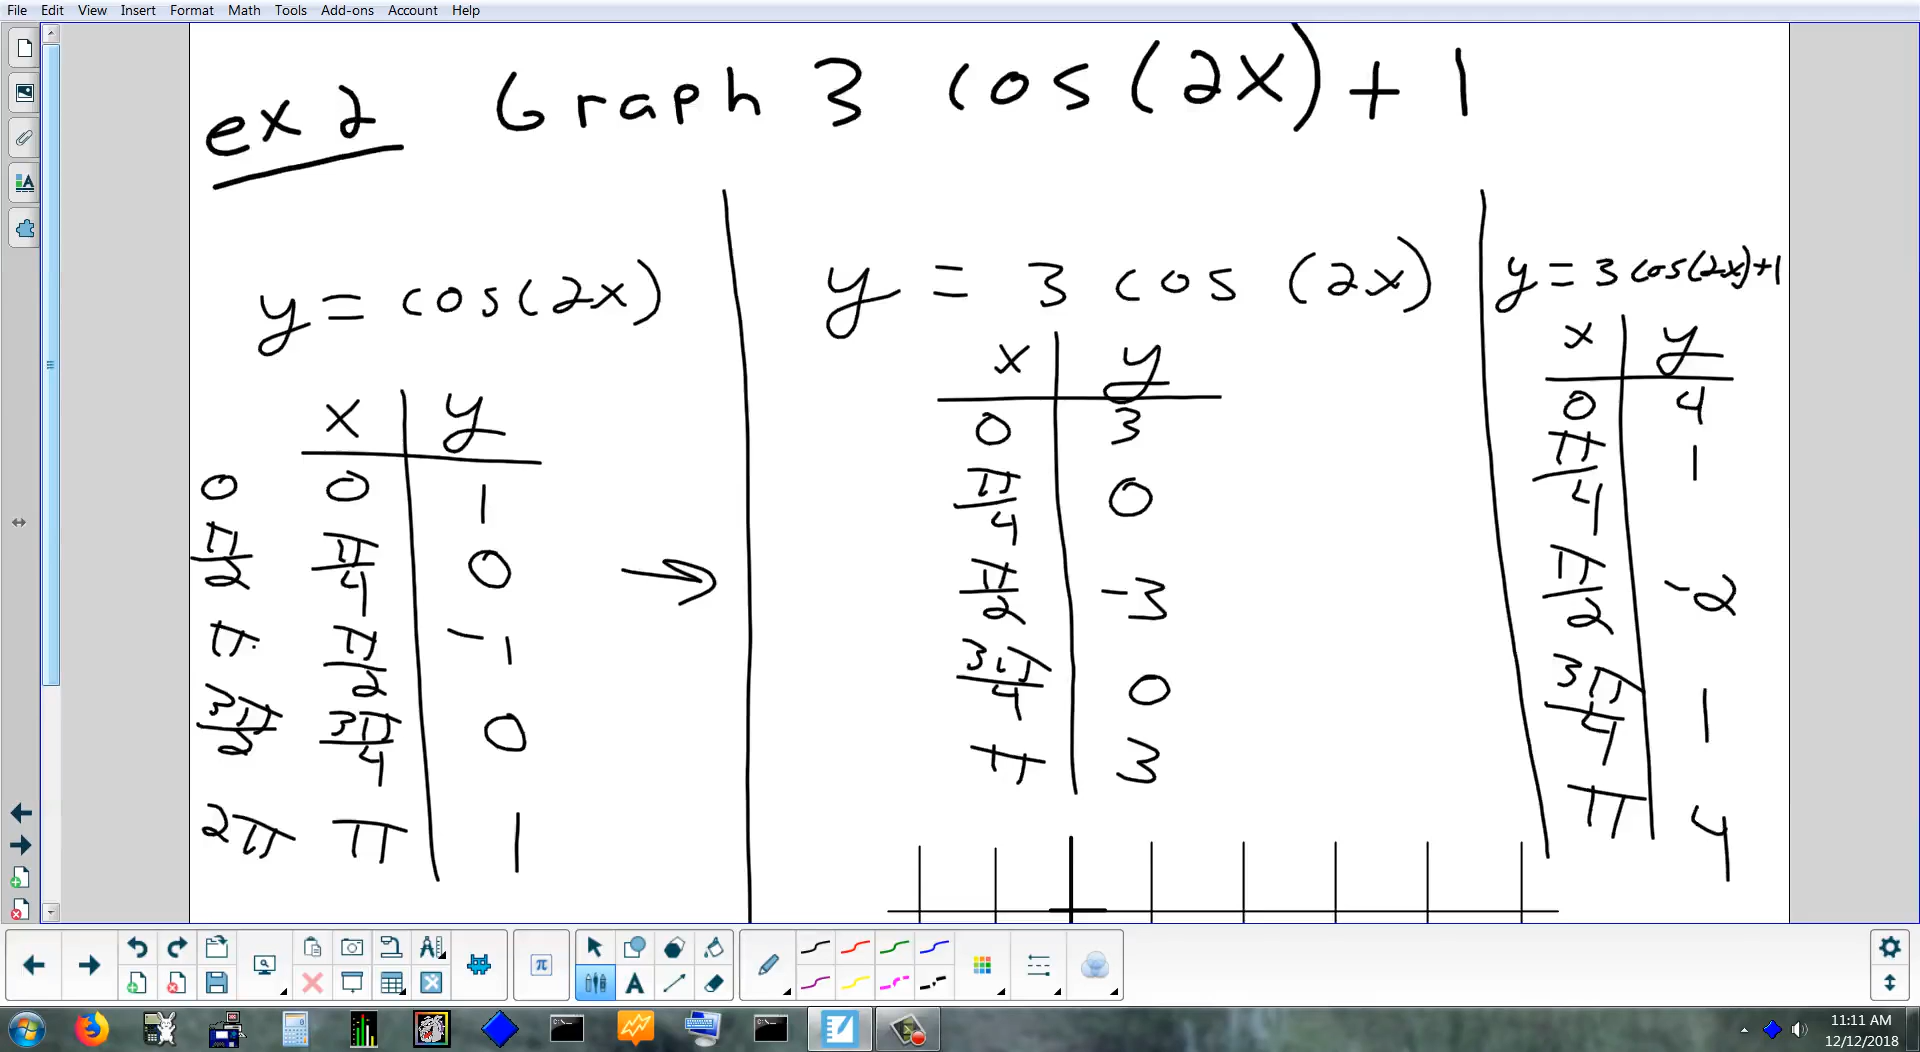 File Edit View Insert Format Math Tools Add-ons Account Help
ex 2 Graph 3 cos(2x)+1
y = cos(2x)
x y
0 0 1
π/2 π/4 0
π π/2 -1
3π/2 3π/4 0
2π π 1
y = 3 cos (2x)
x y
0 3
π/4 0
π/2 -3
3π/4 0
π 3
y = 3 cos(2x)+1
x y
0 4
π/4 1
π/2 -2
3π/4 1
π 4
11:11 AM
12/12/2018